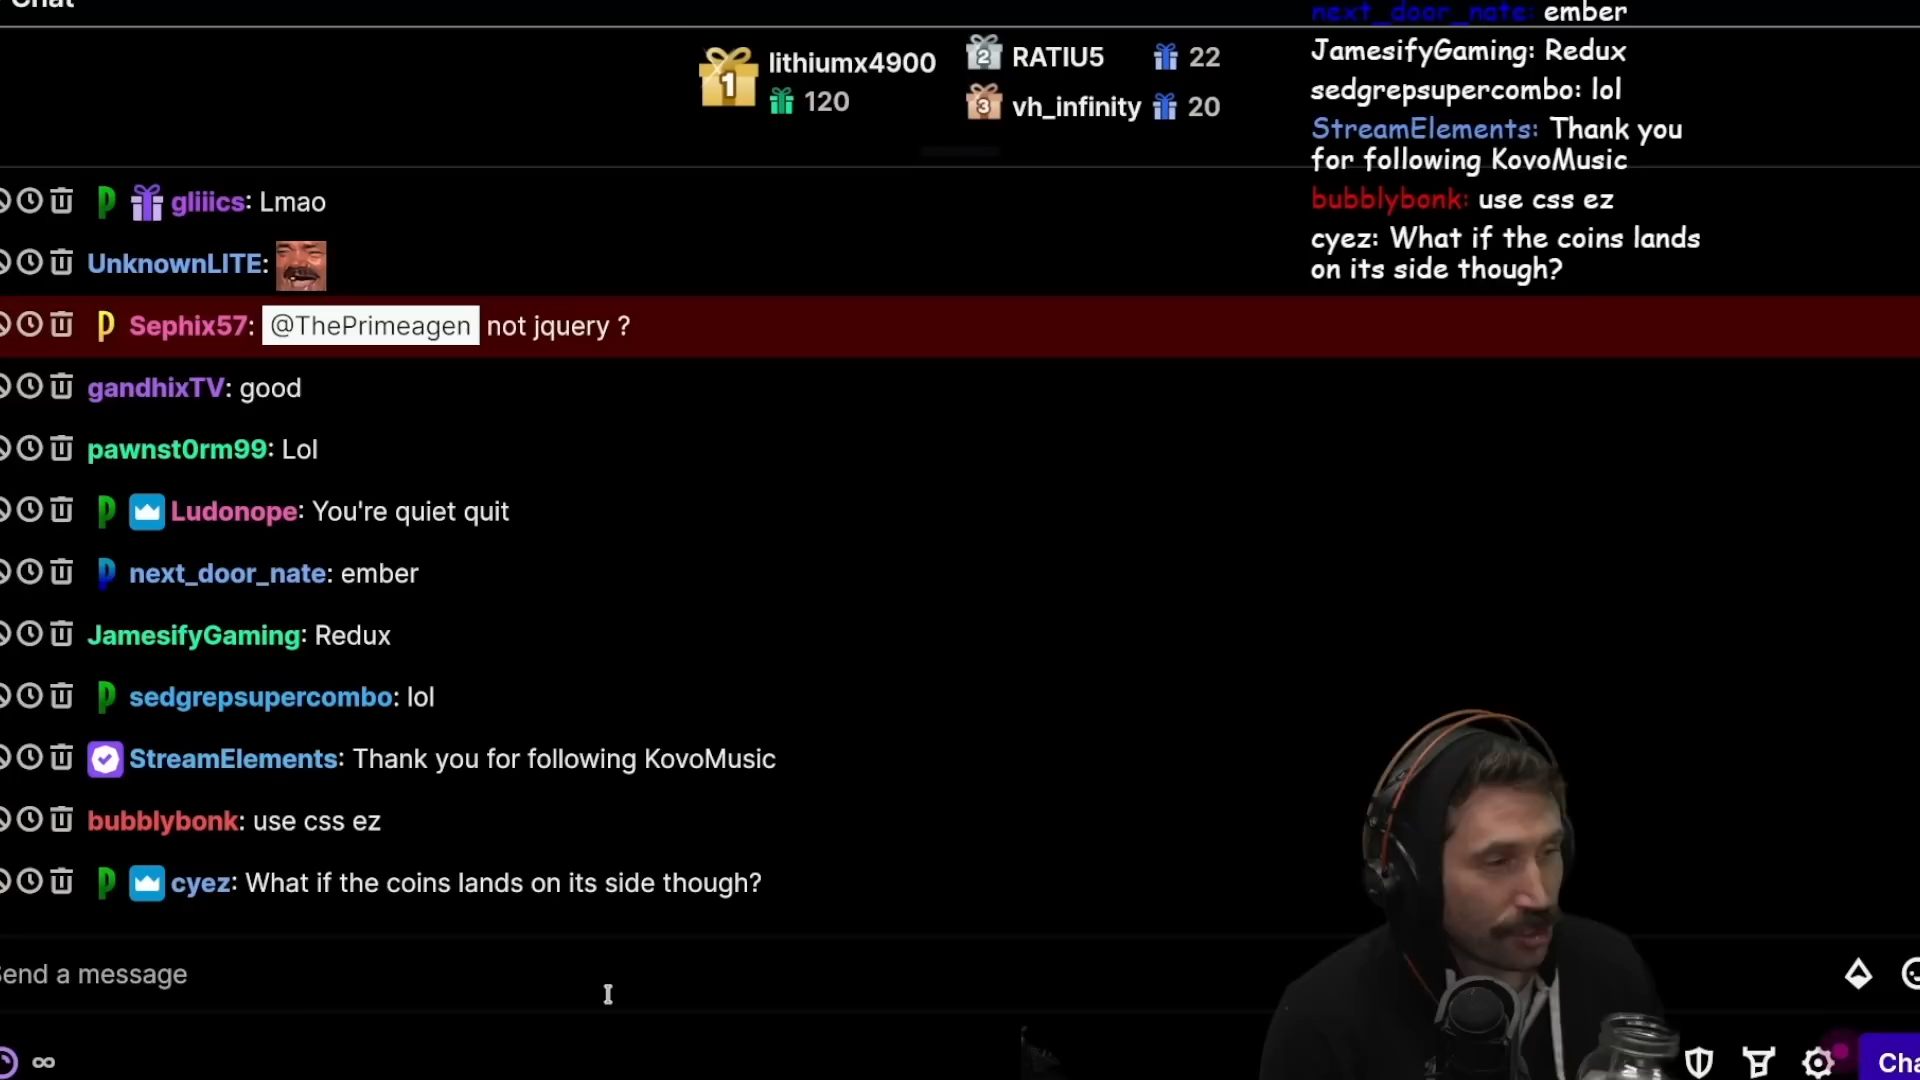 Chat
next_door_nate: ember
lithiumx4900
120
2 RATIU5 22
3 vh_infinity 20
1
JamesifyGaming: Redux
sedgrepsupercombo: lol
StreamElements: Thank you
for following KovoMusic
bubblybonk: use css ez
cyez: What if the coins lands
on its side though?
gliiics: Lmao
UnknownLITE:
Sephix57: @ThePrimeagen not jquery ?
gandhixTV: good
pawnst0rm99: Lol
Ludonope: You're quiet quit
next_door_nate: ember
JamesifyGaming: Redux
sedgrepsupercombo: lol
StreamElements: Thank you for following KovoMusic
bubblybonk: use css ez
cyez: What if the coins lands on its side though?
Send a message
∞
Cha